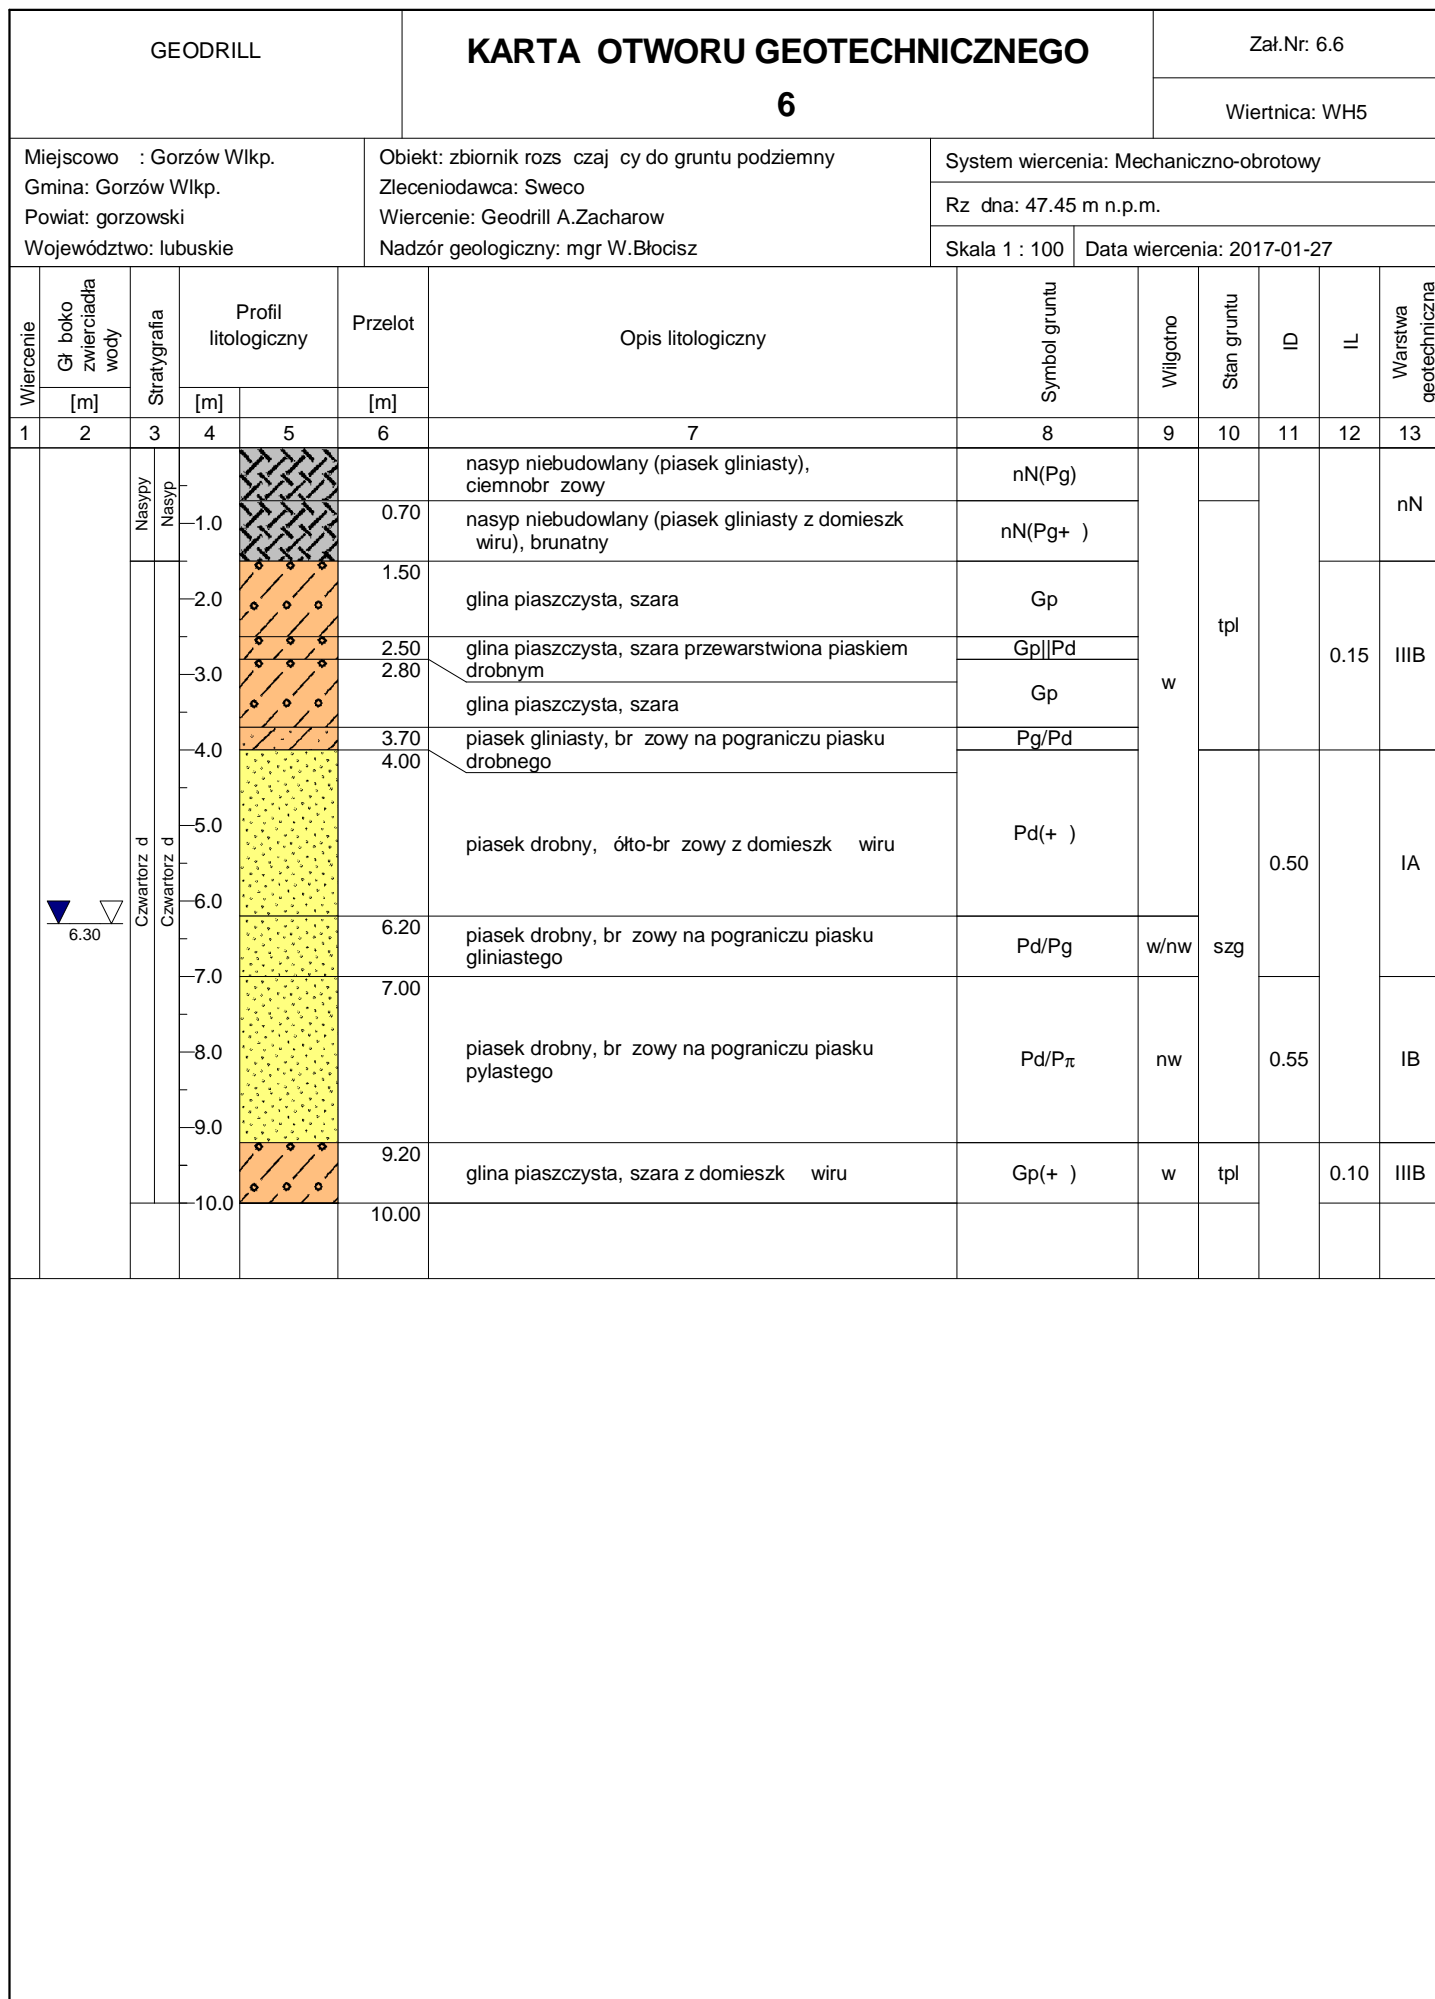 GEODRILL
KARTA OTWORU GEOTECHNICZNEGO
6
Zał.Nr: 6.6
Wiertnica: WH5
Miejscowo : Gorzów Wlkp.
Gmina: Gorzów Wlkp.
Powiat: gorzowski
Województwo: lubuskie
Obiekt: zbiornik rozs czaj cy do gruntu podziemny
Zleceniodawca: Sweco
Wiercenie: Geodrill A.Zacharow
Nadzór geologiczny: mgr W.Błocisz
System wiercenia: Mechaniczno-obrotowy
Rz dna: 47.45 m n.p.m.
Skala 1 : 100
Data wiercenia: 2017-01-27
Wiercenie
Gł boko
zwierciadła
wody
[m]
Stratygrafia
Profil
litologiczny
[m]
Przelot
[m]
Opis litologiczny
Symbol gruntu
Wilgotno
Stan gruntu
ID
IL
Warstwa
geotechniczna
1 2 3 4 5 6 7 8 9 10 11 12 13
Nasypy
Nasyp
Czwartorz d
Czwartorz d
6.30
1.0
2.0
3.0
4.0
5.0
6.0
7.0
8.0
9.0
10.0
nasyp niebudowlany (piasek gliniasty),
ciemnobr zowy
nN(Pg)
nN
0.70
nasyp niebudowlany (piasek gliniasty z domieszk
wiru), brunatny
nN(Pg+ )
1.50
glina piaszczysta, szara
Gp
tpl
2.50
glina piaszczysta, szara przewarstwiona piaskiem
drobnym
Gp||Pd
0.15
IIIB
2.80
glina piaszczysta, szara
Gp
w
3.70
piasek gliniasty, br zowy na pograniczu piasku
drobnego
Pg/Pd
4.00
piasek drobny, ółto-br zowy z domieszk wiru
Pd(+ )
0.50
IA
6.20
piasek drobny, br zowy na pograniczu piasku
gliniastego
Pd/Pg
w/nw
szg
7.00
piasek drobny, br zowy na pograniczu piasku
pylastego
Pd/Pπ
nw
0.55
IB
9.20
glina piaszczysta, szara z domieszk wiru
Gp(+ )
w
tpl
0.10
IIIB
10.00